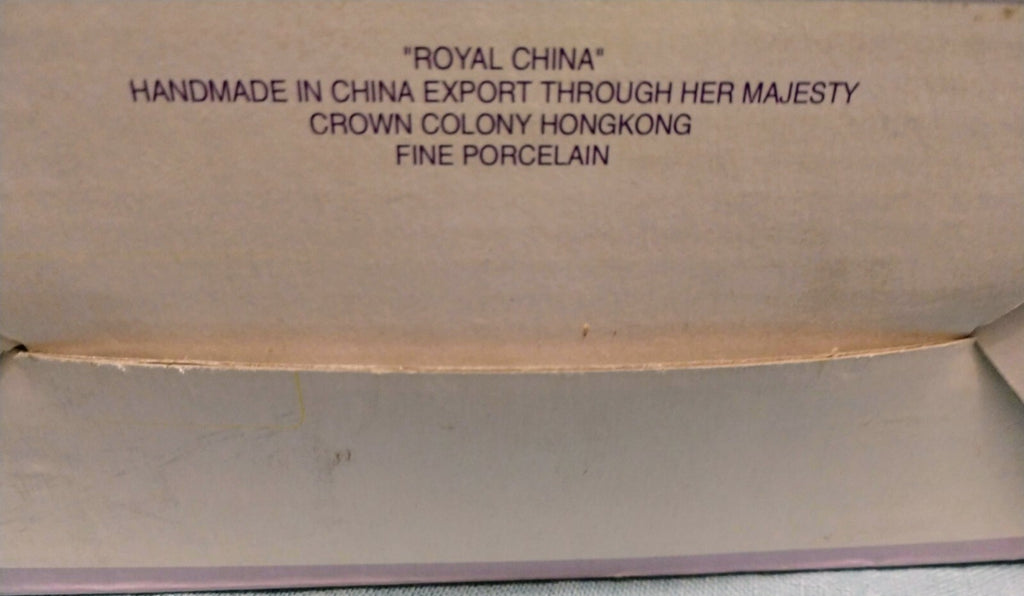 "ROYAL CHINA"
HANDMADE IN CHINA EXPORT THROUGH HER MAJESTY
CROWN COLONY HONGKONG
FINE PORCELAIN